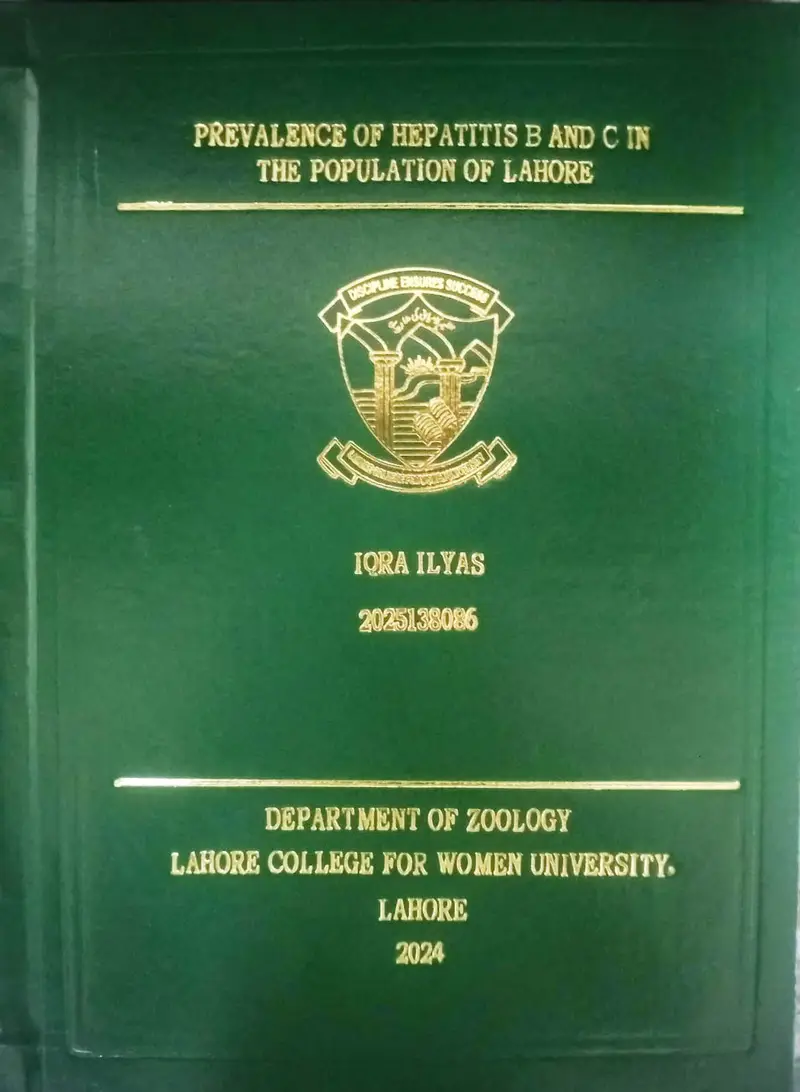 PREVALENCE OF HEPATITIS B AND C IN
THE POPULATION OF LAHORE
DISCIPLINE ENSURES SUCCESS
IQRA ILYAS
2025138086
DEPARTMENT OF ZOOLOGY
LAHORE COLLEGE FOR WOMEN UNIVERSITY,
LAHORE
2024